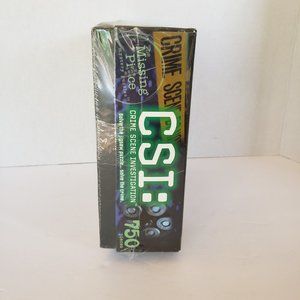 CRIME SCENE
Missing
Piece
CSI:
CRIME SCENE INVESTIGATION
solve the jigsaw puzzle... solve the crime.
750